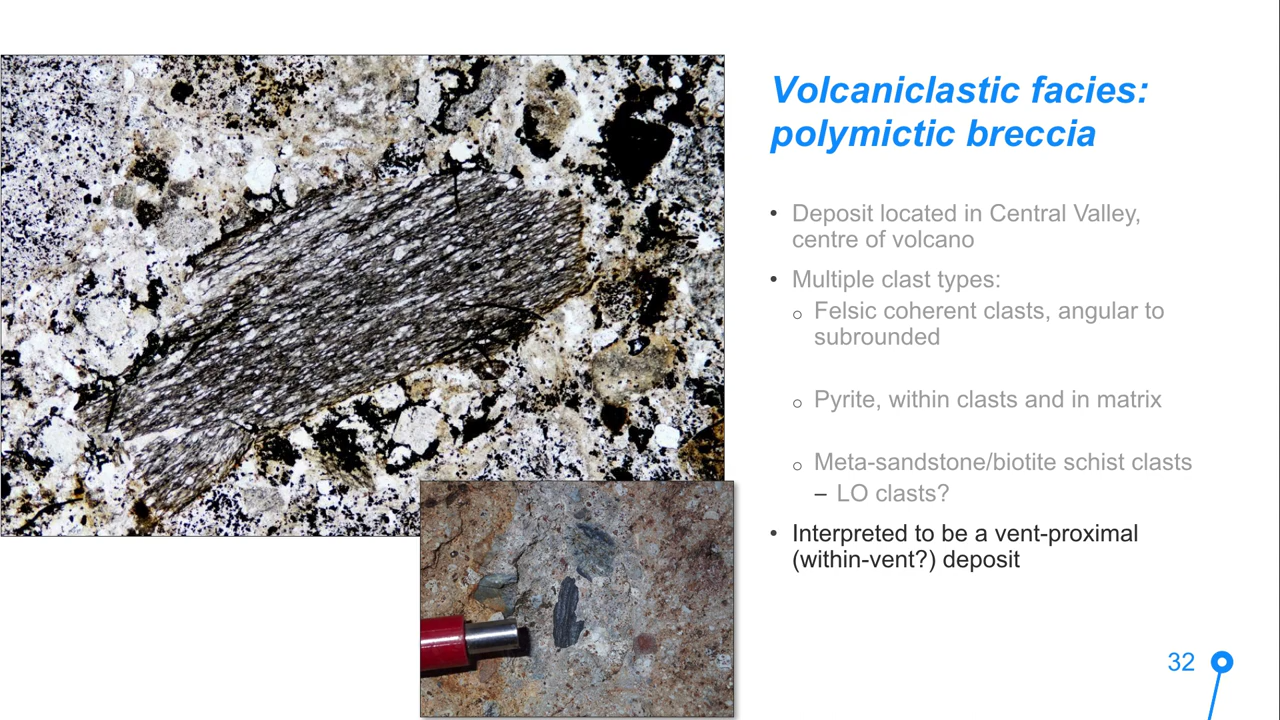 Volcaniclastic facies:
polymictic breccia
• Deposit located in Central Valley,
centre of volcano
• Multiple clast types:
o Felsic coherent clasts, angular to
subrounded
o Pyrite, within clasts and in matrix
o Meta-sandstone/biotite schist clasts
– LO clasts?
• Interpreted to be a vent-proximal
(within-vent?) deposit
32